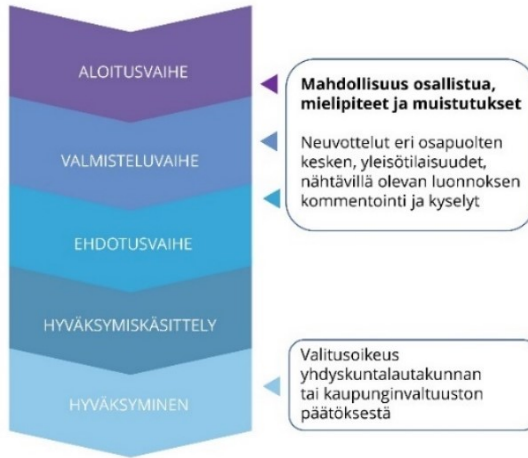 ALOITUSVAIHE
Mahdollisuus osallistua,
mielipiteet ja muistutukset
Neuvottelut eri osapuolten
kesken, yleisötilaisuudet,
nähtävillä olevan luonnoksen
kommentointi ja kyselyt
VALMISTELUVAIHE
EHDOTUSVAIHE
HYVÄKSYMISKÄSITTELY
HYVÄKSYMINEN
Valitusoikeus
yhdyskuntalautakunnan
tai kaupunginvaltuuston
päätöksestä